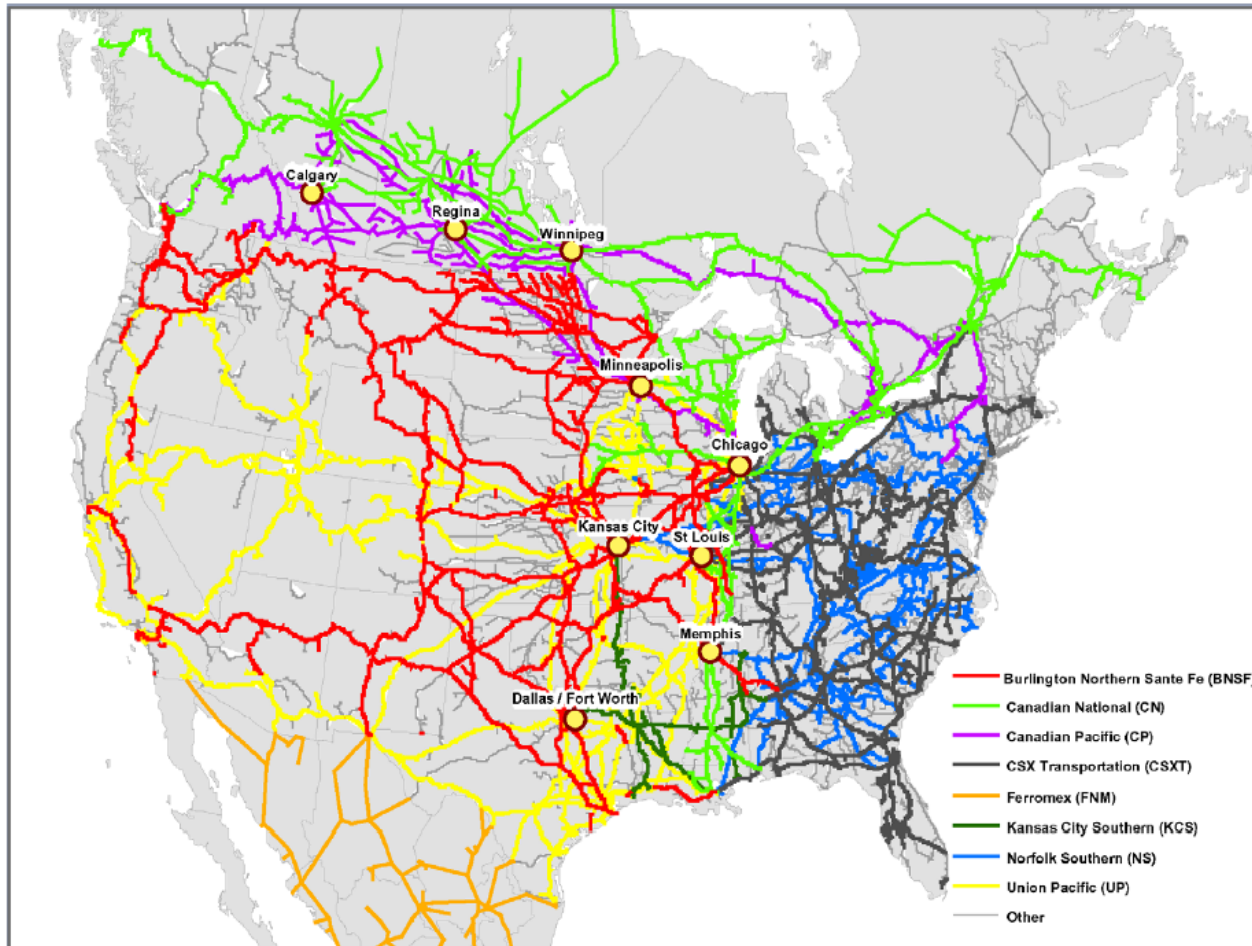 Calgary
Regina
Winnipeg
Minneapolis
Chicago
Kansas City
St Louis
Memphis
Dallas / Fort Worth
Burlington Northern Sante Fe (BNSF)
Canadian National (CN)
Canadian Pacific (CP)
CSX Transportation (CSXT)
Ferromex (FNM)
Kansas City Southern (KCS)
Norfolk Southern (NS)
Union Pacific (UP)
Other